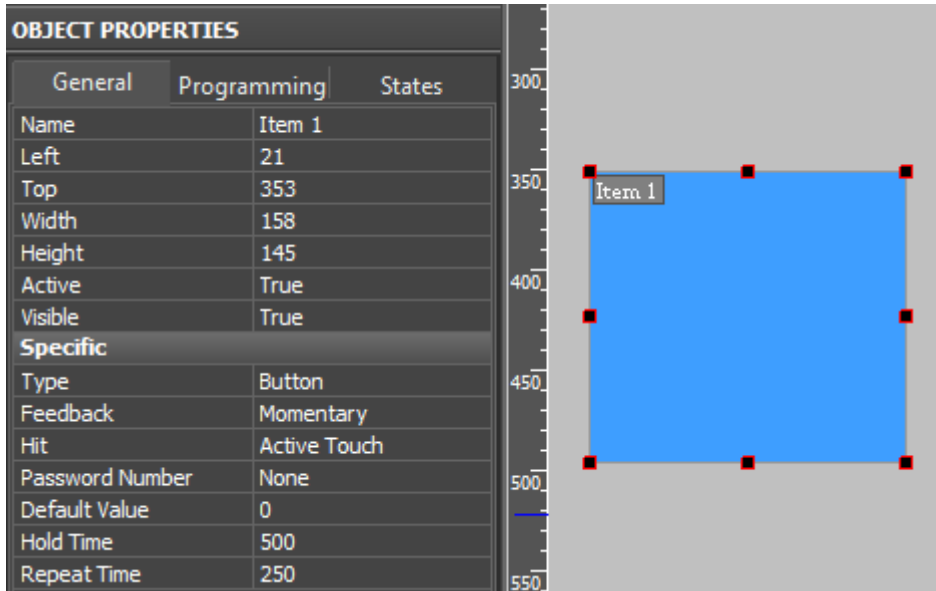 OBJECT PROPERTIES
General Programming States
Name Item 1
Left 21
Top 353
Width 158
Height 145
Active True
Visible True
Specific
Type Button
Feedback Momentary
Hit Active Touch
Password Number None
Default Value 0
Hold Time 500
Repeat Time 250
300
350
400
450
500
550
Item 1